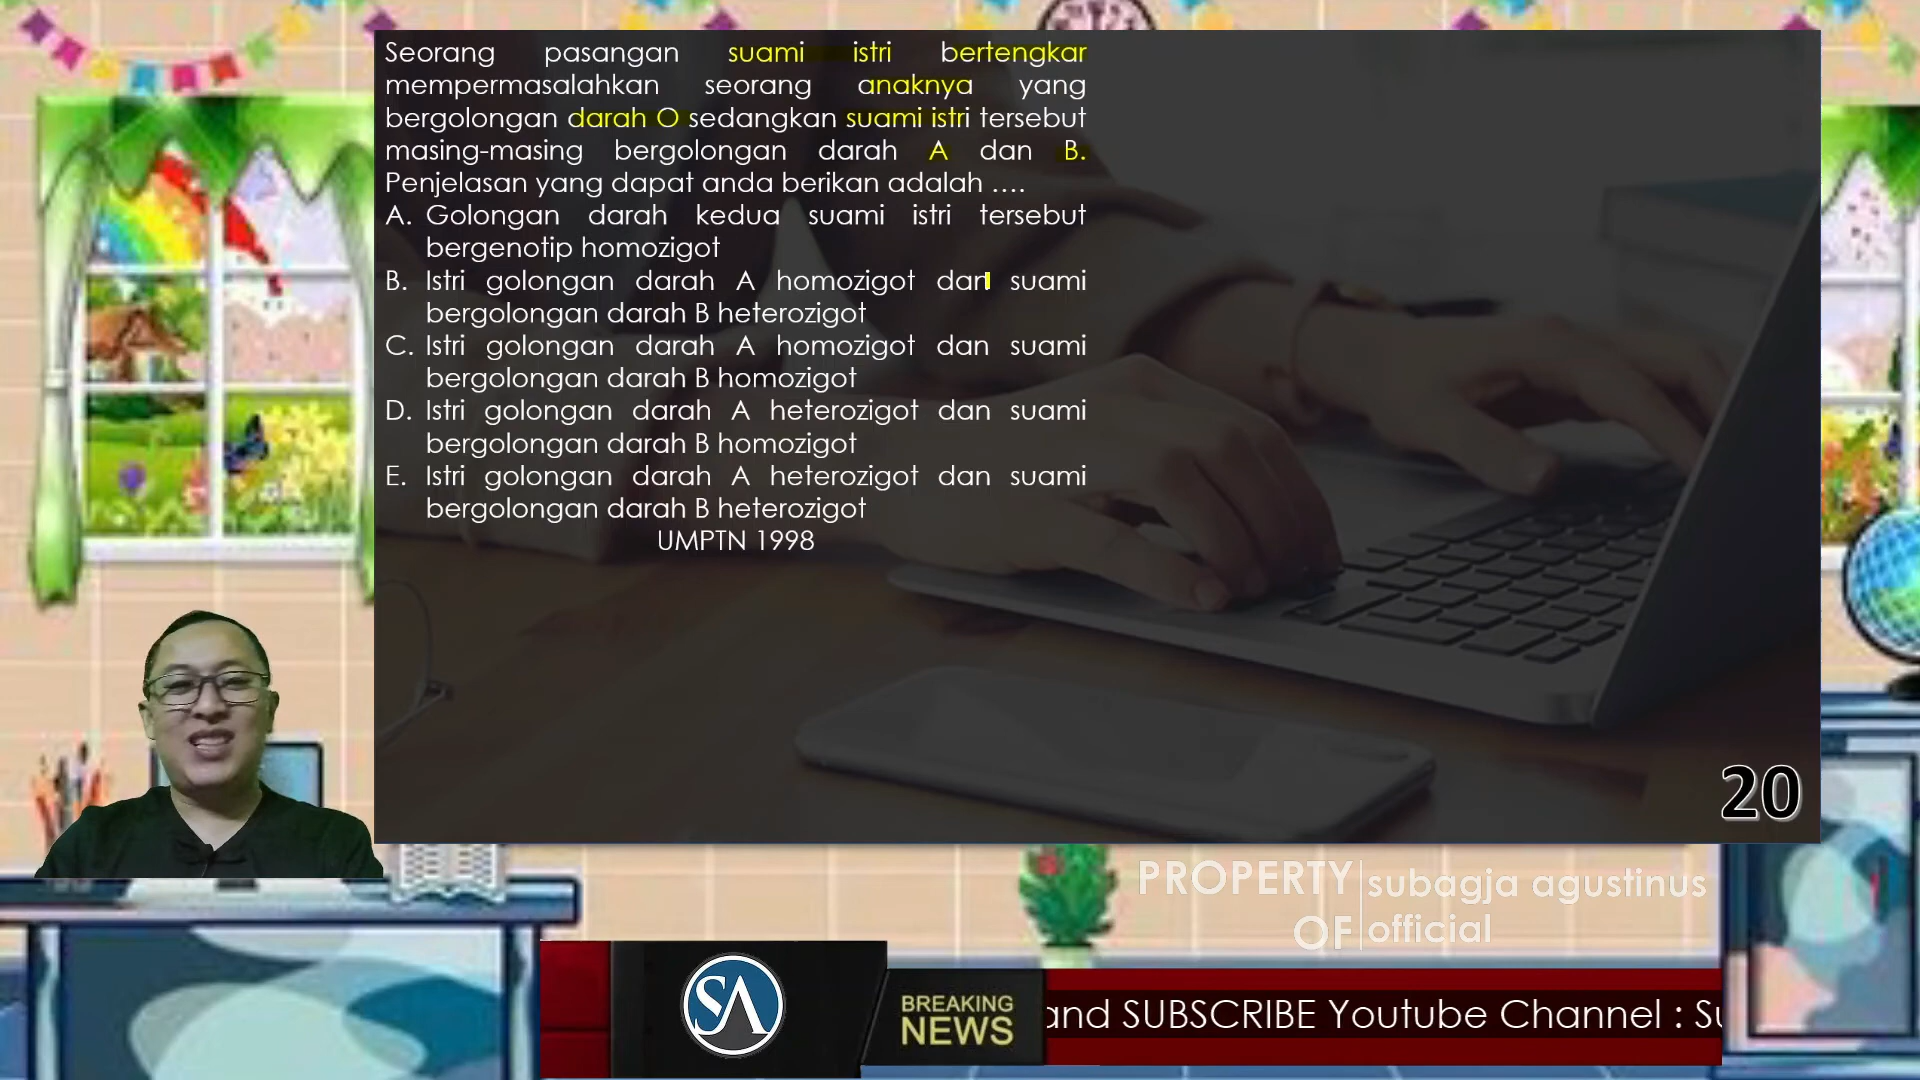 Seorang pasangan suami istri bertengkar
mempermasalahkan seorang anaknya yang
bergolongan darah O sedangkan suami istri tersebut
masing-masing bergolongan darah A dan B.
Penjelasan yang dapat anda berikan adalah ....
A. Golongan darah kedua suami istri tersebut
bergenotip homozigot
B. Istri golongan darah A homozigot dan suami
bergolongan darah B heterozigot
C. Istri golongan darah A homozigot dan suami
bergolongan darah B homozigot
D. Istri golongan darah A heterozigot dan suami
bergolongan darah B homozigot
E. Istri golongan darah A heterozigot dan suami
bergolongan darah B heterozigot
UMPTN 1998
20
PROPERTY OF
subagja agustinus
official
SA
BREAKING
NEWS
and SUBSCRIBE Youtube Channel : Su